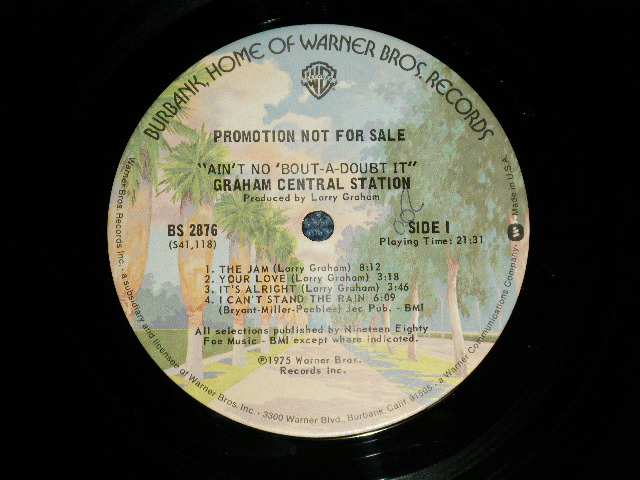 BURBANK, HOME OF WARNER BROS. RECORDS
PROMOTION NOT FOR SALE
"AIN'T NO 'BOUT-A-DOUBT IT"
GRAHAM CENTRAL STATION
Produced by Larry Graham
BS 2876
(S41,118)
SIDE 1
Playing Time: 21:31
1. THE JAM (Larry Graham) 8:12
2. YOUR LOVE (Larry Graham) 3:18
3. IT'S ALRIGHT (Larry Graham) 3:46
4. I CAN'T STAND THE RAIN 6:09
(Bryant-Miller-Peebles) Jec Pub. - BMI
All selections published by Nineteen Eighty
Foe Music - BMI except where indicated.
©1975 Warner Bros.
Records Inc.
Warner Bros. Records Inc. • a subsidiary and licensee of Warner Bros. Inc. • 3300 Warner Blvd., Burbank, Calif. 91505 • a Warner Communications Company • W • Made in U.S.A.